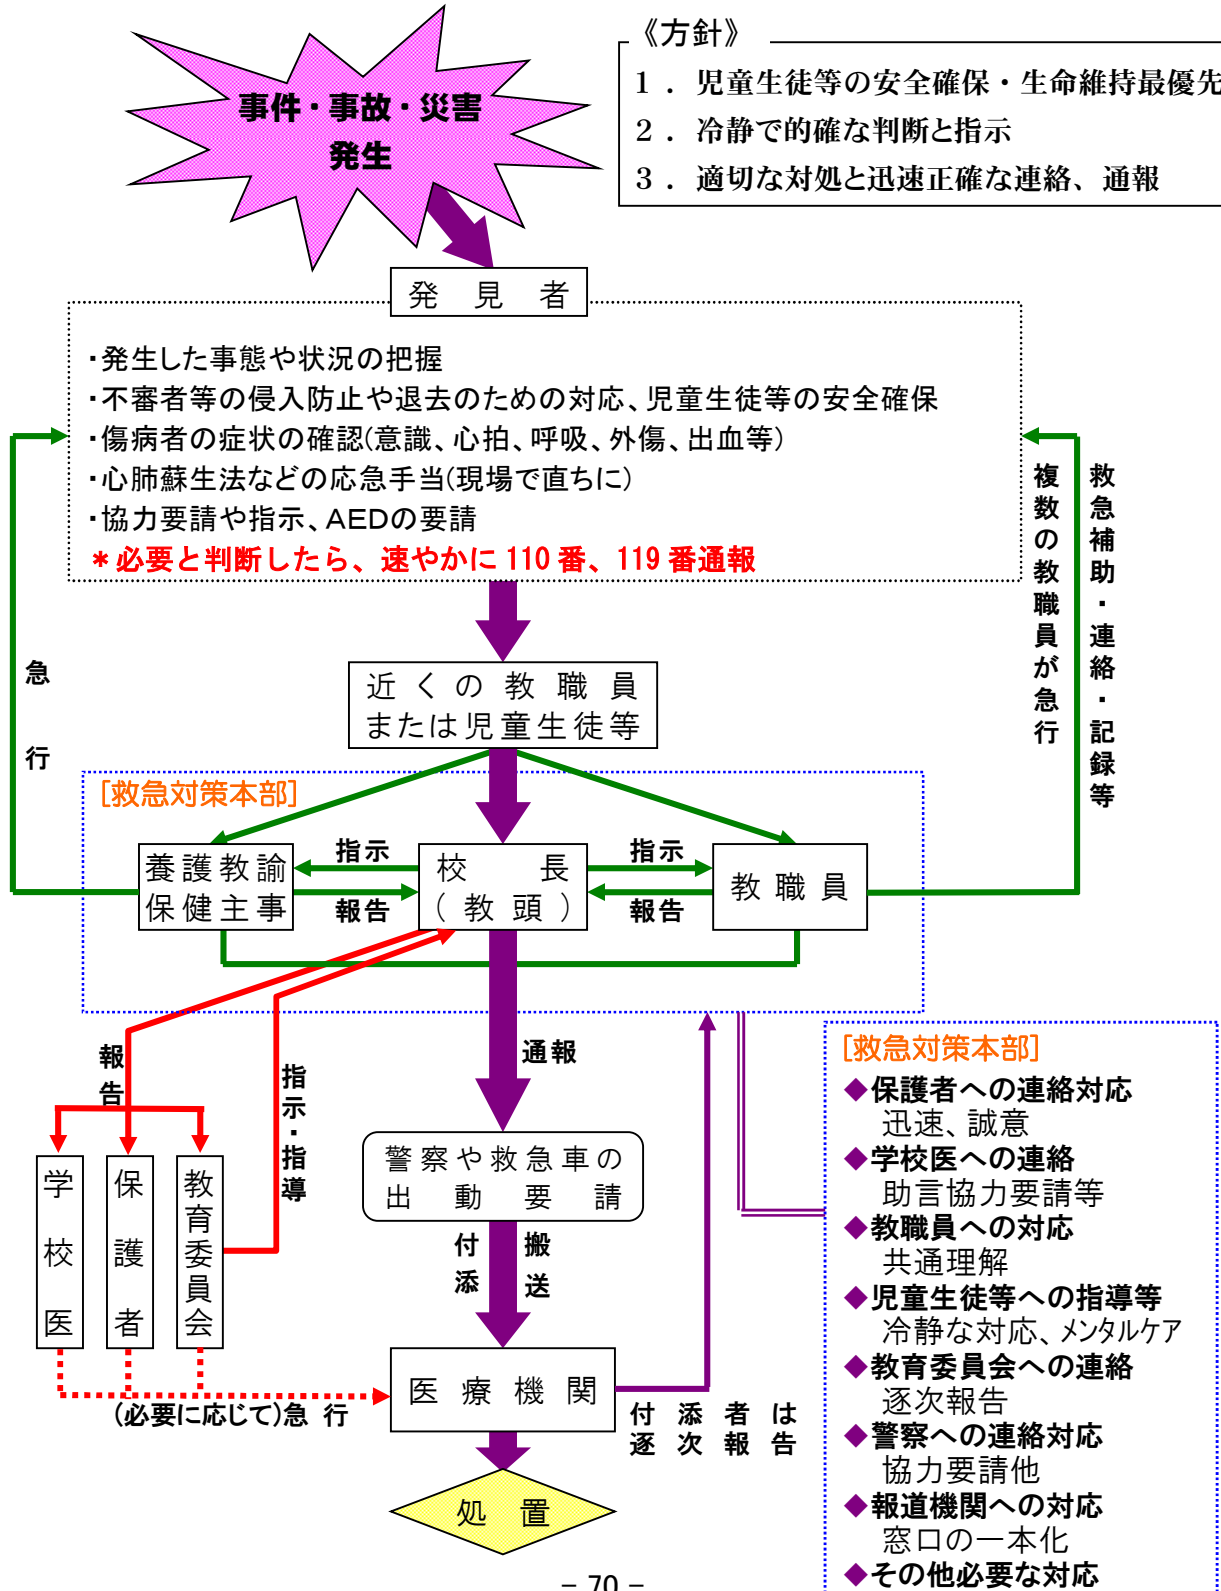 《方針》
１．児童生徒等の安全確保・生命維持最優先
２．冷静で的確な判断と指示
３．適切な対処と迅速正確な連絡、通報
事件・事故・災害
発生
発見者
・発生した事態や状況の把握
・不審者等の侵入防止や退去のための対応、児童生徒等の安全確保
・傷病者の症状の確認(意識、心拍、呼吸、外傷、出血等)
・心肺蘇生法などの応急手当(現場で直ちに)
・協力要請や指示、AEDの要請
＊必要と判断したら、速やかに 110 番、119 番通報
急行
救急補助・連絡・記録等
複数の教職員が急行
近くの教職員
または児童生徒等
[救急対策本部]
養護教諭
保健主事
指示
報告
校長
(教頭)
指示
報告
教職員
報告
指示・指導
通報
学校医
保護者
教育委員会
警察や救急車の
出動要請
付添
搬送
(必要に応じて)急 行
医療機関
付添者は
逐次報告
処置
[救急対策本部]
◆保護者への連絡対応
迅速、誠意
◆学校医への連絡
助言協力要請等
◆教職員への対応
共通理解
◆児童生徒等への指導等
冷静な対応、メンタルケア
◆教育委員会への連絡
逐次報告
◆警察への連絡対応
協力要請他
◆報道機関への対応
窓口の一本化
◆その他必要な対応
- 70 -